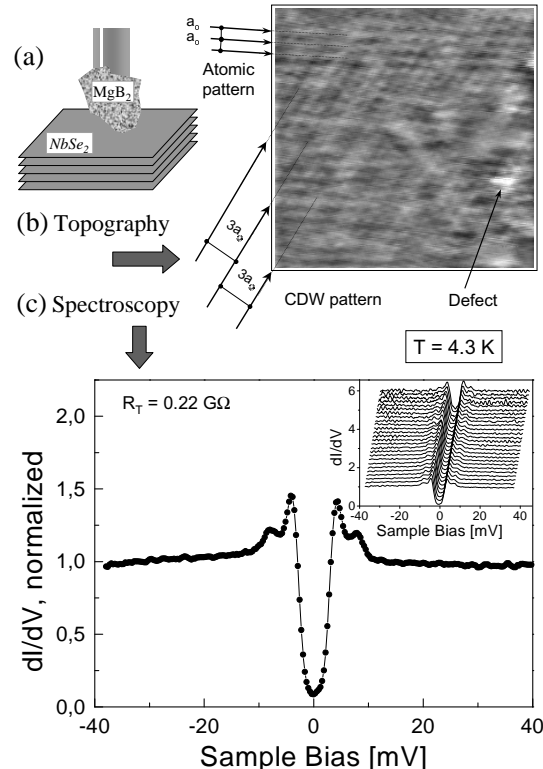 (a)
MgB₂
NbSe₂
a₀
a₀
Atomic
pattern
(b) Topography
3a₀
3a₀
(c) Spectroscopy
CDW pattern
Defect
T = 4.3 K
R_T = 0.22 GΩ
dI/dV, normalized
2,0
1,5
1,0
0,5
0,0
-40
-20
0
20
40
Sample Bias [mV]
dI/dV
6
4
2
0
-40
-20
0
20
40
Sample Bias [mV]